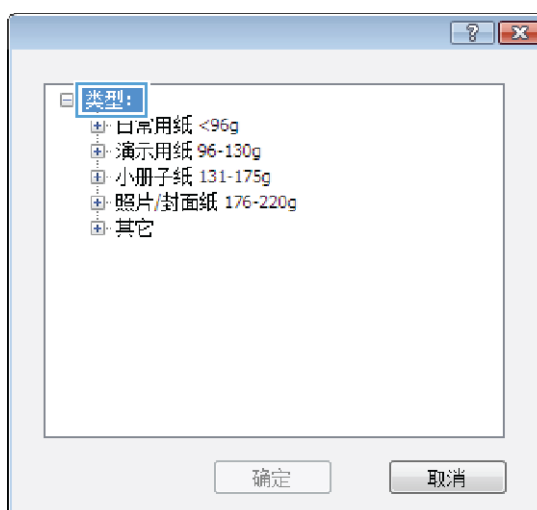 ?
类型:
日常用纸 <96g
演示用纸 96-130g
小册子纸 131-175g
照片/封面纸 176-220g
其它
确定 取消